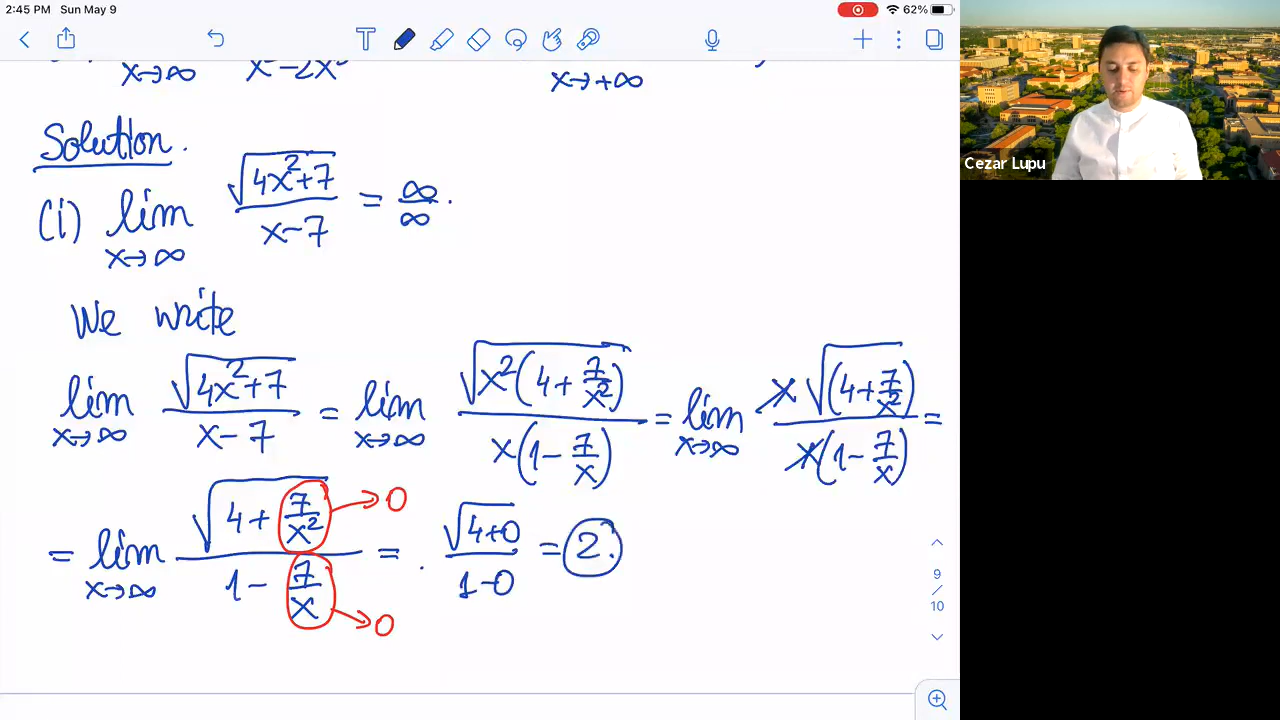 2:45 PM Sun May 9
62%
x→∞ x→+∞
Solution.
(i) lim x→∞ √(4x²+7) / (x−7) = ∞/∞.
We write
lim x→∞ √(4x²+7) / (x−7) = lim x→∞ √(x²(4+7/x²)) / (x(1−7/x)) = lim x→∞ x√((4+7/x²)) / (x(1−7/x)) =
= lim x→∞ √(4+7/x²) / (1−7/x) = . √(4+0) / (1−0) = 2.
→0
→0
9
/
10
Cezar Lupu